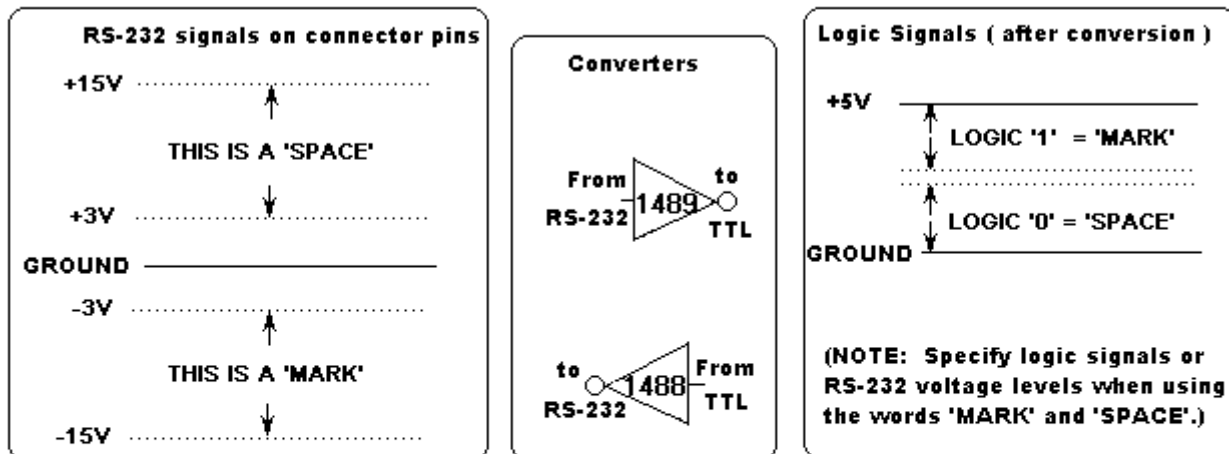 RS-232 signals on connector pins
+15V
THIS IS A 'SPACE'
+3V
GROUND
-3V
THIS IS A 'MARK'
-15V
Converters
From to
1489
RS-232 TTL
to From
1488
RS-232 TTL
Logic Signals ( after conversion )
+5V
LOGIC '1' = 'MARK'
LOGIC '0' = 'SPACE'
GROUND
(NOTE: Specify logic signals or
RS-232 voltage levels when using
the words 'MARK' and 'SPACE'.)